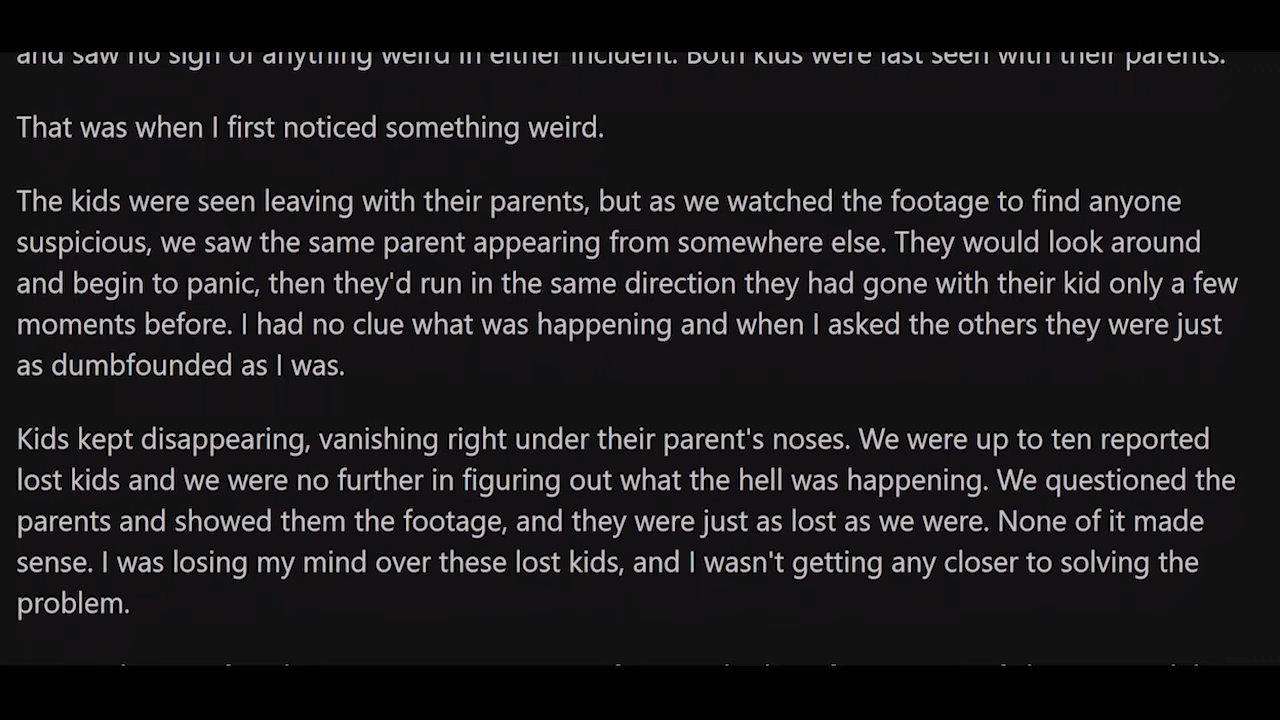 and saw no sign of anything weird in either incident. Both kids were last seen with their parents.
That was when I first noticed something weird.
The kids were seen leaving with their parents, but as we watched the footage to find anyone
suspicious, we saw the same parent appearing from somewhere else. They would look around
and begin to panic, then they'd run in the same direction they had gone with their kid only a few
moments before. I had no clue what was happening and when I asked the others they were just
as dumbfounded as I was.
Kids kept disappearing, vanishing right under their parent's noses. We were up to ten reported
lost kids and we were no further in figuring out what the hell was happening. We questioned the
parents and showed them the footage, and they were just as lost as we were. None of it made
sense. I was losing my mind over these lost kids, and I wasn't getting any closer to solving the
problem.